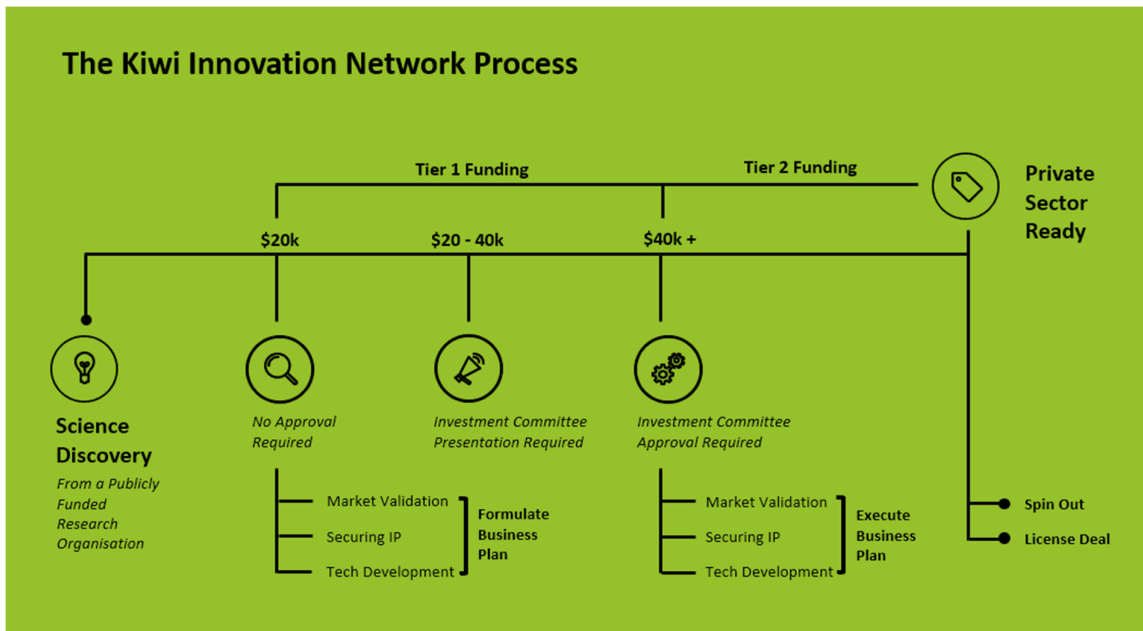 The Kiwi Innovation Network Process
Tier 1 Funding
Tier 2 Funding
Private
Sector
Ready
$20k
$20 - 40k
$40k +
Science
Discovery
From a Publicly
Funded
Research
Organisation
No Approval
Required
Investment Committee
Presentation Required
Investment Committee
Approval Required
Market Validation
Securing IP
Tech Development
Formulate
Business
Plan
Market Validation
Securing IP
Tech Development
Execute
Business
Plan
Spin Out
License Deal